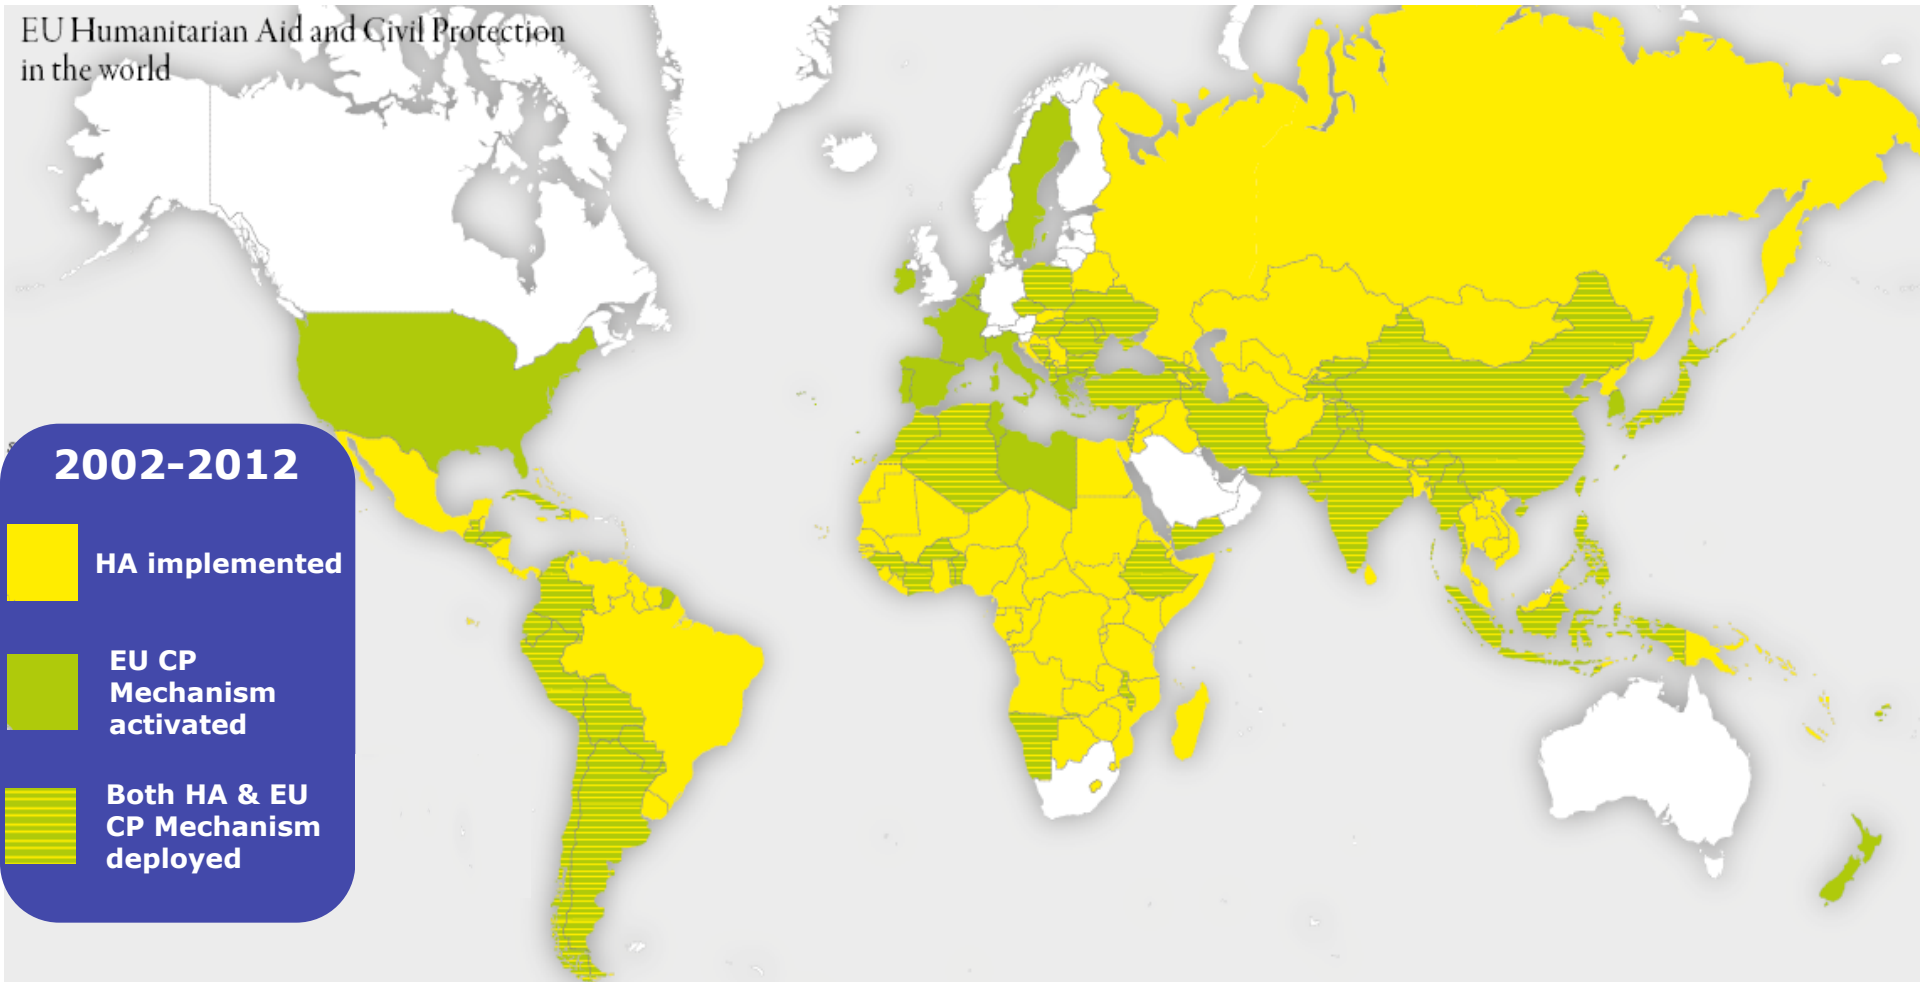 EU Humanitarian Aid and Civil Protection
in the world
2002-2012
HA implemented
EU CP
Mechanism
activated
Both HA & EU
CP Mechanism
deployed